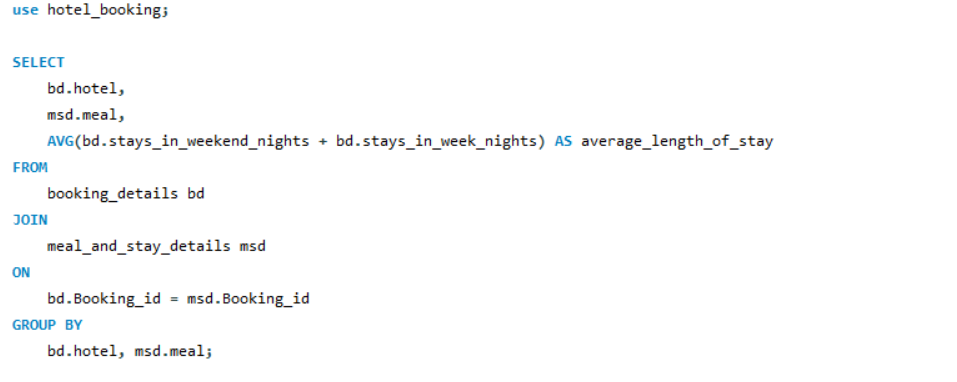 use hotel_booking;
SELECT
bd.hotel,
msd.meal,
AVG(bd.stays_in_weekend_nights + bd.stays_in_week_nights) AS average_length_of_stay
FROM
booking_details bd
JOIN
meal_and_stay_details msd
ON
bd.Booking_id = msd.Booking_id
GROUP BY
bd.hotel, msd.meal;